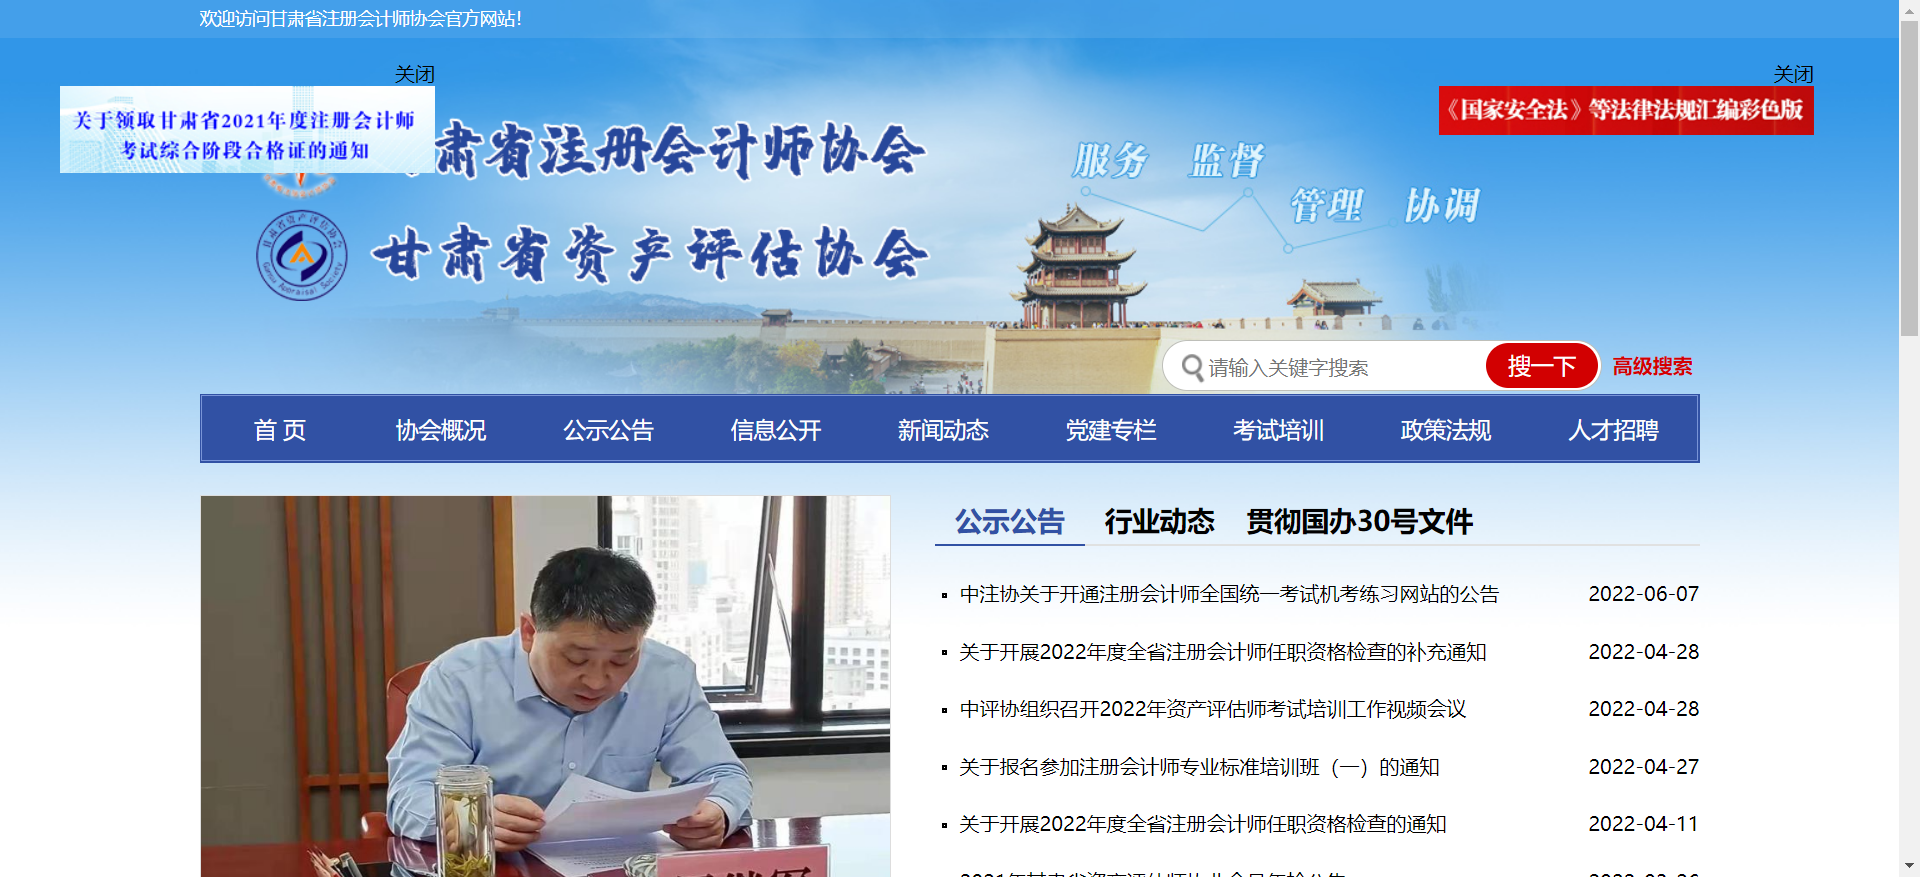 欢迎访问甘肃省注册会计师协会官方网站!
关闭
关闭
关于领取甘肃省2021年度注册会计师
考试综合阶段合格证的通知
《国家安全法》等法律法规汇编彩色版
肃省注册会计师协会
服务 监督
管理 协调
甘肃省资产评估协会
请输入关键字搜索
搜一下
高级搜索
首 页 协会概况 公示公告 信息公开 新闻动态 党建专栏 考试培训 政策法规 人才招聘
公示公告 行业动态 贯彻国办30号文件
中注协关于开通注册会计师全国统一考试机考练习网站的公告 2022-06-07
关于开展2022年度全省注册会计师任职资格检查的补充通知 2022-04-28
中评协组织召开2022年资产评估师考试培训工作视频会议 2022-04-28
关于报名参加注册会计师专业标准培训班（一）的通知 2022-04-27
关于开展2022年度全省注册会计师任职资格检查的通知 2022-04-11